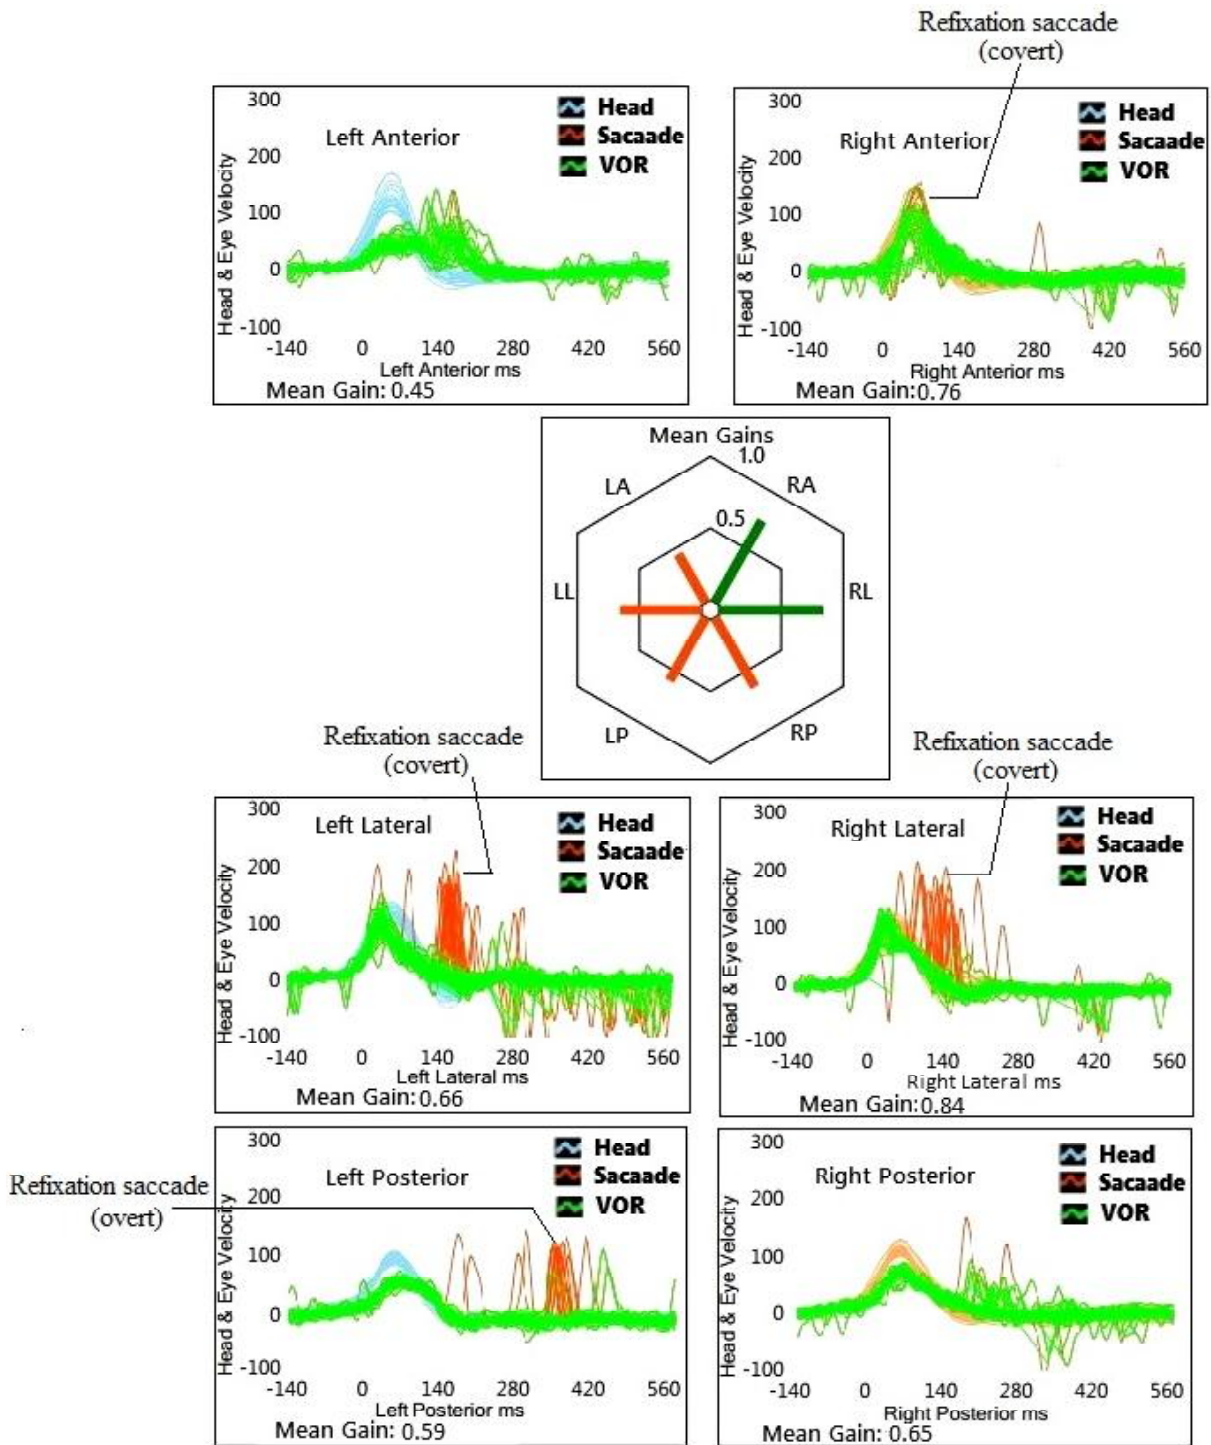 Refixation saccade
(covert)
300
200
100
0
-100
Head & Eye Velocity
Left Anterior
Head
Sacaade
VOR
-140 0 140 280 420 560
Left Anterior ms
Mean Gain: 0.45
300
200
100
0
-100
Head & Eye Velocity
Right Anterior
Head
Sacaade
VOR
-140 0 140 280 420 560
Right Anterior ms
Mean Gain:0.76
Mean Gains
1.0
LA
RA
0.5
LL
RL
LP
RP
Refixation saccade
(covert)
Refixation saccade
(covert)
300
200
100
0
-100
Head & Eye Velocity
Left Lateral
Head
Sacaade
VOR
-140 0 140 280 420 560
Left Lateral ms
Mean Gain: 0.66
300
200
100
0
-100
Head & Eye Velocity
Right Lateral
Head
Sacaade
VOR
-140 0 140 280 420 560
Right Lateral ms
Mean Gain:0.84
Refixation saccade
(overt)
300
200
100
0
-100
Head & Eye Velocity
Left Posterior
Head
Sacaade
VOR
-140 0 140 280 420 560
Left Posterior ms
Mean Gain: 0.59
300
200
100
0
-100
Head & Eye Velocity
Right Posterior
Head
Sacaade
VOR
-140 0 140 280 420 560
Right Posterior ms
Mean Gain: 0.65